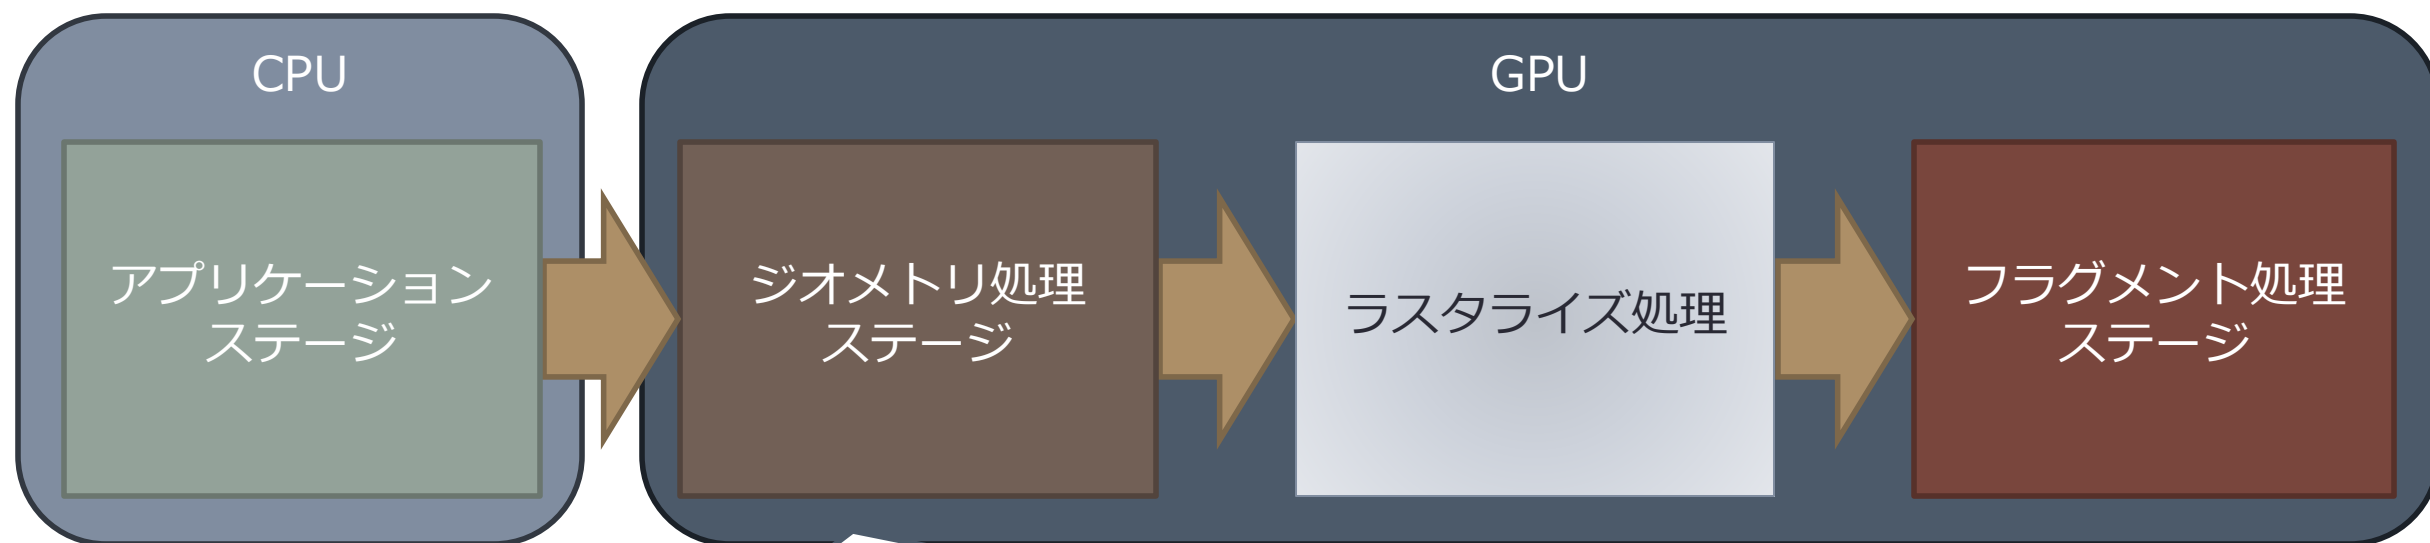 CPU
GPU
アプリケーション
ステージ
ジオメトリ処理
ステージ
ラスタライズ処理
フラグメント処理
ステージ